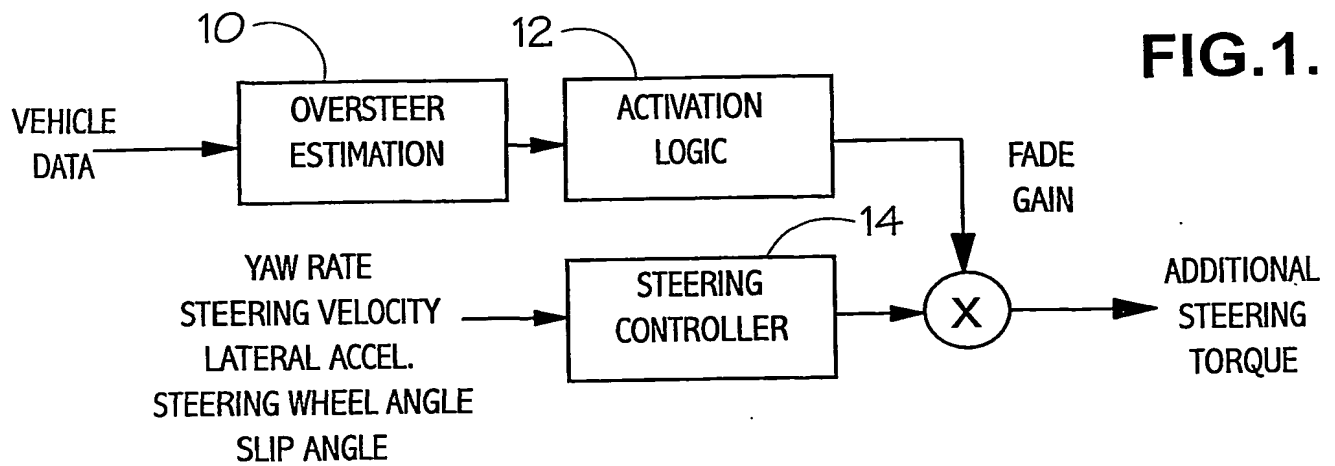 FIG.1.
10
12
VEHICLE
DATA
OVERSTEER
ESTIMATION
ACTIVATION
LOGIC
FADE
GAIN
14
YAW RATE
STEERING VELOCITY
LATERAL ACCEL.
STEERING WHEEL ANGLE
SLIP ANGLE
STEERING
CONTROLLER
X
ADDITIONAL
STEERING
TORQUE